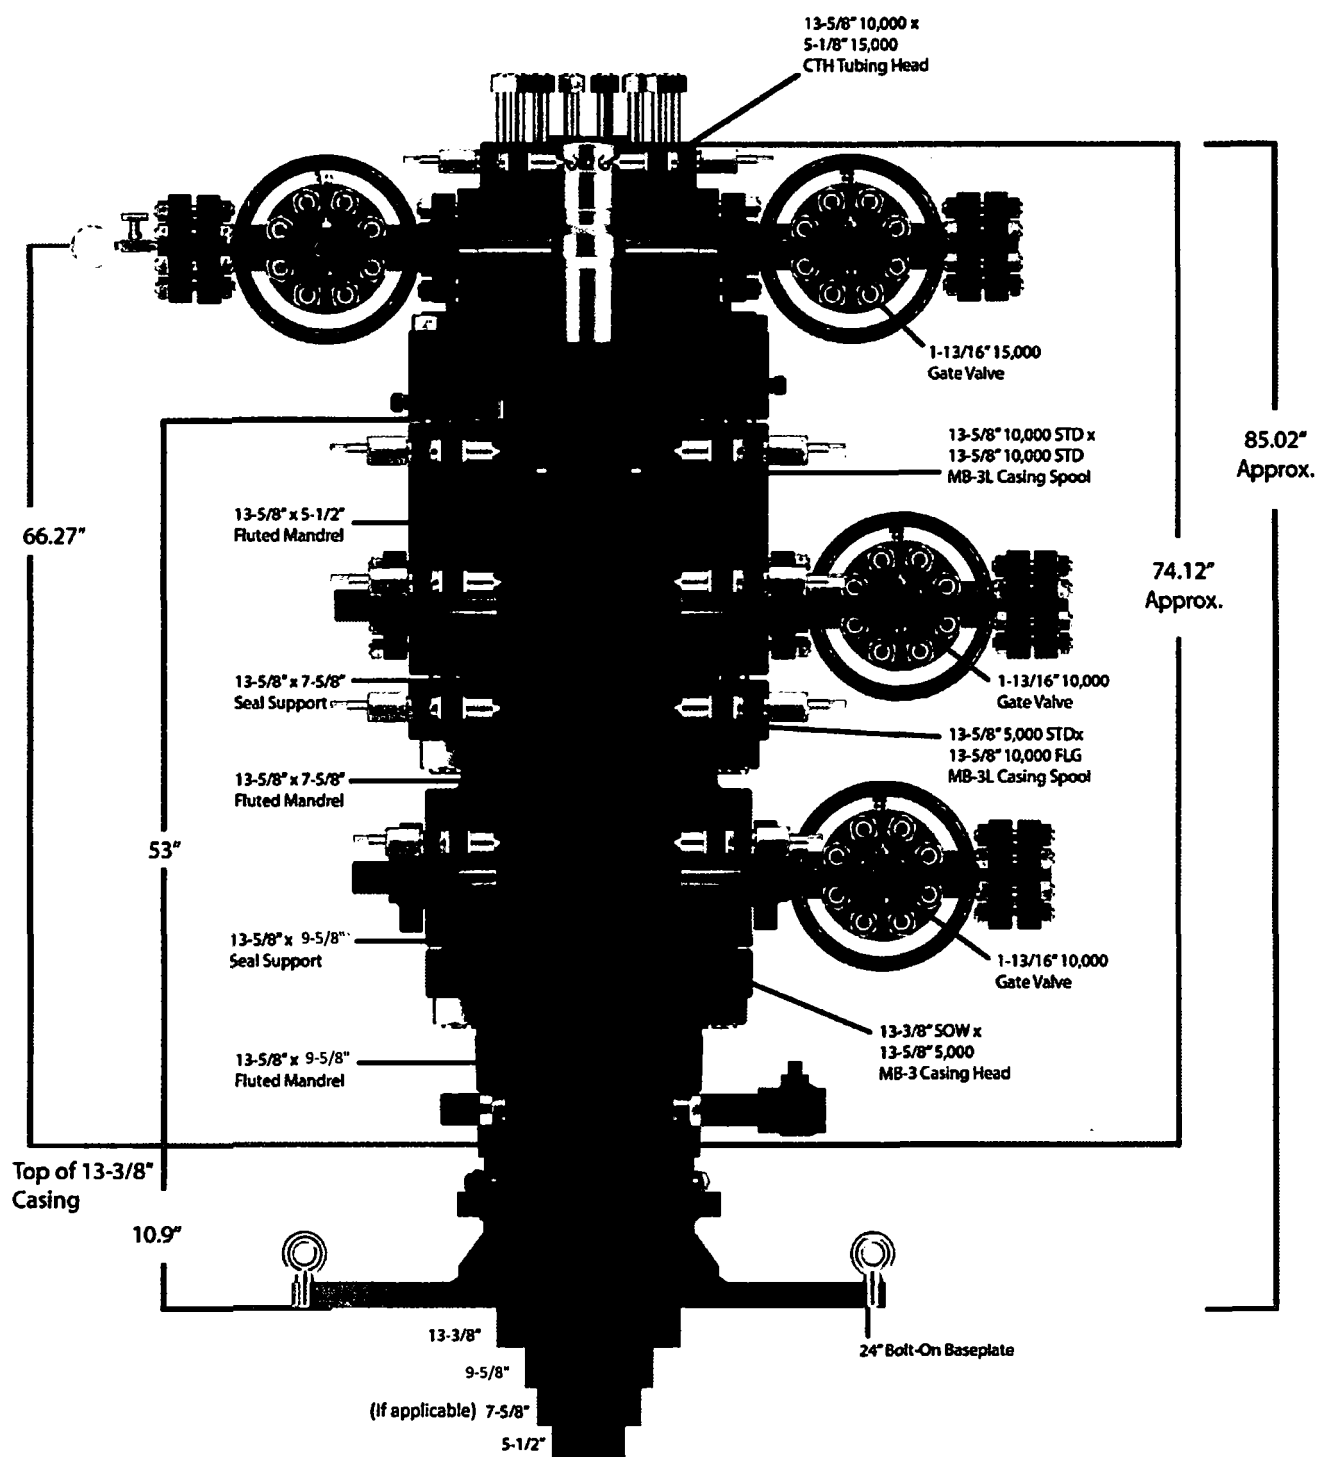 13-5/8" 10,000 x
5-1/8" 15,000
CTH Tubing Head
1-13/16" 15,000
Gate Valve
13-5/8" 10,000 STD x
13-5/8" 10,000 STD
MB-3L Casing Spool
85.02"
Approx.
66.27"
13-5/8" x 5-1/2"
Fluted Mandrel
74.12"
Approx.
13-5/8" x 7-5/8"
Seal Support
1-13/16" 10,000
Gate Valve
13-5/8" 5,000 STDx
13-5/8" 10,000 FLG
MB-3L Casing Spool
13-5/8" x 7-5/8"
Fluted Mandrel
53"
13-5/8" x 9-5/8"
Seal Support
1-13/16" 10,000
Gate Valve
13-3/8" SOW x
13-5/8" 5,000
MB-3 Casing Head
13-5/8" x 9-5/8"
Fluted Mandrel
Top of 13-3/8"
Casing
10.9"
13-3/8"
24" Bolt-On Baseplate
9-5/8"
(If applicable) 7-5/8"
5-1/2"